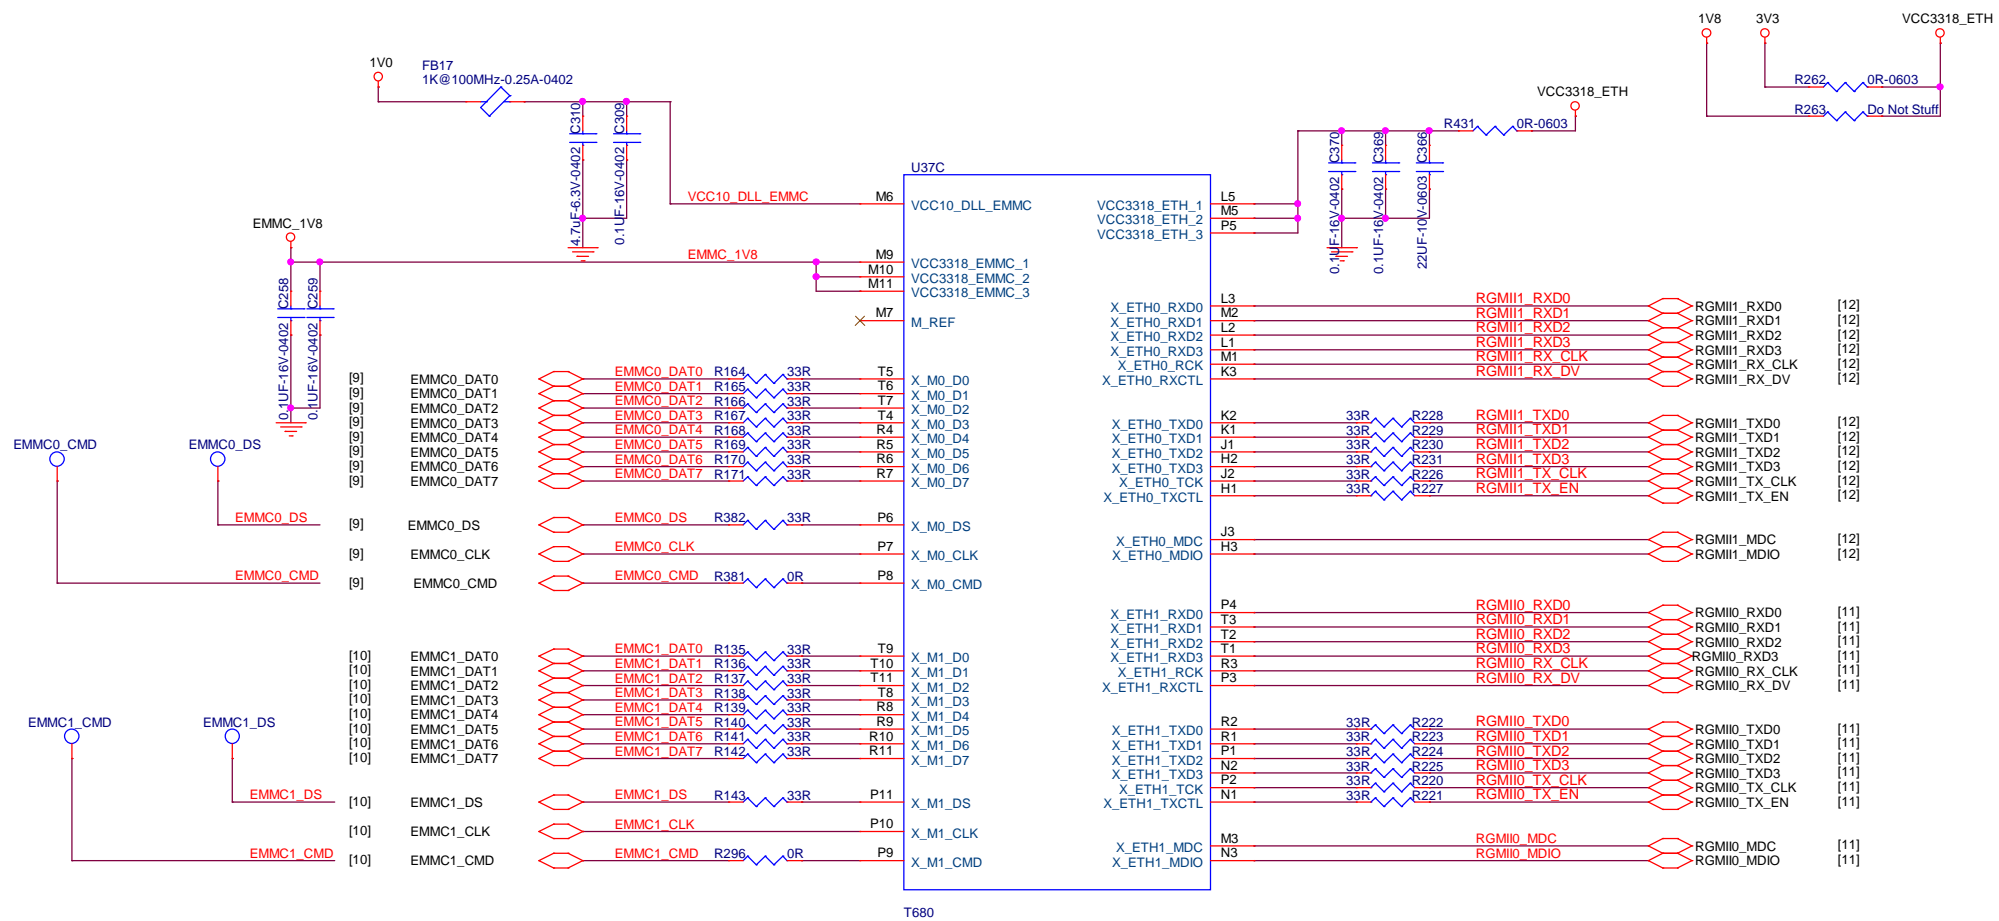 1V8 3V3 VCC3318_ETH
R262 0R-0603
R263 Do Not Stuff
1V0
FB17
1K@100MHz-0.25A-0402
VCC3318_ETH
R431 0R-0603
C310
4.7uF-6.3V-0402
C309
0.1UF-16V-0402
C370
0.1UF-16V-0402
C369
0.1UF-16V-0402
C366
22UF-10V-0603
EMMC_1V8
C258
0.1UF-16V-0402
C259
0.1UF-16V-0402
U37C
VCC10_DLL_EMMC M6 VCC10_DLL_EMMC
EMMC_1V8 M9 VCC3318_EMMC_1
M10 VCC3318_EMMC_2
M11 VCC3318_EMMC_3
M7 M_REF
[9] EMMC0_DAT0 EMMC0_DAT0 R164 33R T5 X_M0_D0
[9] EMMC0_DAT1 EMMC0_DAT1 R165 33R T6 X_M0_D1
[9] EMMC0_DAT2 EMMC0_DAT2 R166 33R T7 X_M0_D2
[9] EMMC0_DAT3 EMMC0_DAT3 R167 33R T4 X_M0_D3
[9] EMMC0_DAT4 EMMC0_DAT4 R168 33R R4 X_M0_D4
[9] EMMC0_DAT5 EMMC0_DAT5 R169 33R R5 X_M0_D5
[9] EMMC0_DAT6 EMMC0_DAT6 R170 33R R6 X_M0_D6
[9] EMMC0_DAT7 EMMC0_DAT7 R171 33R R7 X_M0_D7
EMMC0_CMD EMMC0_DS
EMMC0_DS [9] EMMC0_DS EMMC0_DS R382 33R P6 X_M0_DS
[9] EMMC0_CLK EMMC0_CLK P7 X_M0_CLK
EMMC0_CMD [9] EMMC0_CMD EMMC0_CMD R381 0R P8 X_M0_CMD
[10] EMMC1_DAT0 EMMC1_DAT0 R135 33R T9 X_M1_D0
[10] EMMC1_DAT1 EMMC1_DAT1 R136 33R T10 X_M1_D1
[10] EMMC1_DAT2 EMMC1_DAT2 R137 33R T11 X_M1_D2
[10] EMMC1_DAT3 EMMC1_DAT3 R138 33R T8 X_M1_D3
[10] EMMC1_DAT4 EMMC1_DAT4 R139 33R R8 X_M1_D4
[10] EMMC1_DAT5 EMMC1_DAT5 R140 33R R9 X_M1_D5
[10] EMMC1_DAT6 EMMC1_DAT6 R141 33R R10 X_M1_D6
[10] EMMC1_DAT7 EMMC1_DAT7 R142 33R R11 X_M1_D7
EMMC1_CMD EMMC1_DS
EMMC1_DS [10] EMMC1_DS EMMC1_DS R143 33R P11 X_M1_DS
[10] EMMC1_CLK EMMC1_CLK P10 X_M1_CLK
EMMC1_CMD [10] EMMC1_CMD EMMC1_CMD R296 0R P9 X_M1_CMD
VCC3318_ETH_1 L5
VCC3318_ETH_2 M5
VCC3318_ETH_3 P5
X_ETH0_RXD0 L3 RGMII1_RXD0 RGMII1_RXD0 [12]
X_ETH0_RXD1 M2 RGMII1_RXD1 RGMII1_RXD1 [12]
X_ETH0_RXD2 L2 RGMII1_RXD2 RGMII1_RXD2 [12]
X_ETH0_RXD3 L1 RGMII1_RXD3 RGMII1_RXD3 [12]
X_ETH0_RCK M1 RGMII1_RX_CLK RGMII1_RX_CLK [12]
X_ETH0_RXCTL K3 RGMII1_RX_DV RGMII1_RX_DV [12]
X_ETH0_TXD0 K2 33R R228 RGMII1_TXD0 RGMII1_TXD0 [12]
X_ETH0_TXD1 K1 33R R229 RGMII1_TXD1 RGMII1_TXD1 [12]
X_ETH0_TXD2 J1 33R R230 RGMII1_TXD2 RGMII1_TXD2 [12]
X_ETH0_TXD3 H2 33R R231 RGMII1_TXD3 RGMII1_TXD3 [12]
X_ETH0_TCK J2 33R R226 RGMII1_TX_CLK RGMII1_TX_CLK [12]
X_ETH0_TXCTL H1 33R R227 RGMII1_TX_EN RGMII1_TX_EN [12]
X_ETH0_MDC J3 RGMII1_MDC [12]
X_ETH0_MDIO H3 RGMII1_MDIO [12]
X_ETH1_RXD0 P4 RGMII0_RXD0 RGMII0_RXD0 [11]
X_ETH1_RXD1 T3 RGMII0_RXD1 RGMII0_RXD1 [11]
X_ETH1_RXD2 T2 RGMII0_RXD2 RGMII0_RXD2 [11]
X_ETH1_RXD3 T1 RGMII0_RXD3 RGMII0_RXD3 [11]
X_ETH1_RCK R3 RGMII0_RX_CLK RGMII0_RX_CLK [11]
X_ETH1_RXCTL P3 RGMII0_RX_DV RGMII0_RX_DV [11]
X_ETH1_TXD0 R2 33R R222 RGMII0_TXD0 RGMII0_TXD0 [11]
X_ETH1_TXD1 R1 33R R223 RGMII0_TXD1 RGMII0_TXD1 [11]
X_ETH1_TXD2 P1 33R R224 RGMII0_TXD2 RGMII0_TXD2 [11]
X_ETH1_TXD3 N2 33R R225 RGMII0_TXD3 RGMII0_TXD3 [11]
X_ETH1_TCK P2 33R R220 RGMII0_TX_CLK RGMII0_TX_CLK [11]
X_ETH1_TXCTL N1 33R R221 RGMII0_TX_EN RGMII0_TX_EN [11]
X_ETH1_MDC M3 RGMII0_MDC RGMII0_MDC [11]
X_ETH1_MDIO N3 RGMII0_MDIO RGMII0_MDIO [11]
T680